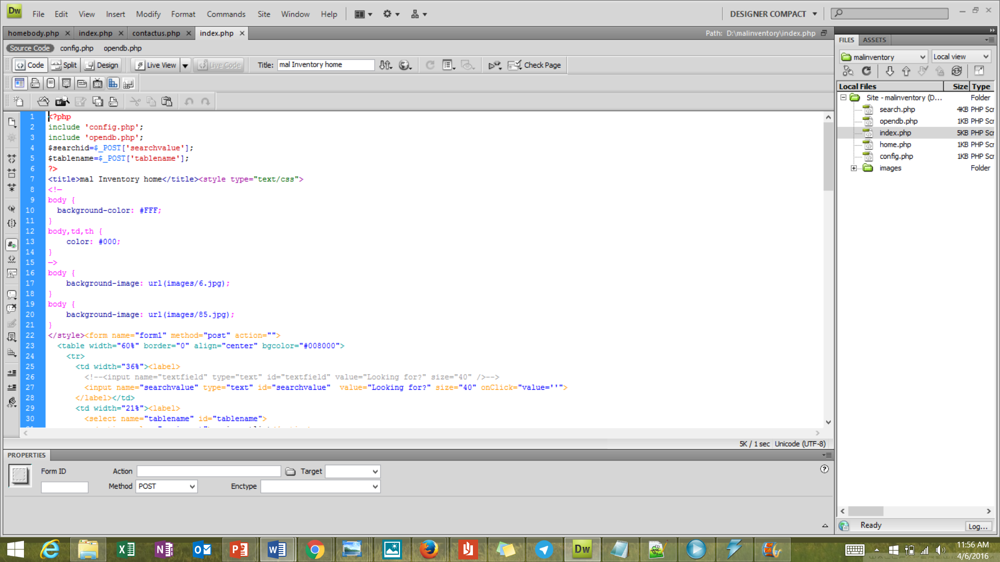 Dw File Edit View Insert Modify Format Commands Site Window Help DESIGNER COMPACT
homebody.php index.php contactus.php index.php Path: D:\malinventory\index.php
Source Code config.php opendb.php
Code Split Design Live View Live Code Title: mal Inventory home Check Page
Br
1 <?php
2 include 'config.php';
3 include 'opendb.php';
4 $searchid=$_POST['searchvalue'];
5 $tablename=$_POST['tablename'];
6 ?>
7 <title>mal Inventory home</title><style type="text/css">
8 <!—
9 body {
10 background-color: #FFF;
11 }
12 body,td,th {
13 color: #000;
14 }
15 —>
16 body {
17 background-image: url(images/6.jpg);
18 }
19 body {
20 background-image: url(images/85.jpg);
21 }
22 </style><form name="form1" method="post" action="">
23 <table width="60%" border="0" align="center" bgcolor="#008000">
24 <tr>
25 <td width="36%"><label>
26 <!--<input name="textfield" type="text" id="textfield" value="Looking for?" size="40" />-->
27 <input name="searchvalue" type="text" id="searchvalue"  value="Looking for?" size="40" onClick="value=''">
28 </label></td>
29 <td width="21%"><label>
30 <select name="tablename" id="tablename">
5K / 1 sec Unicode (UTF-8)
PROPERTIES
Form ID Action Target
Method POST Enctype
FILES ASSETS
malinventory Local view
Local Files Size Type
Site - malinventory (D... Folder
search.php 4KB PHP Scr
opendb.php 1KB PHP Scr
index.php 5KB PHP Scr
home.php 1KB PHP Scr
config.php 1KB PHP Scr
images Folder
Ready Log...
Dw
11:56 AM
4/6/2016